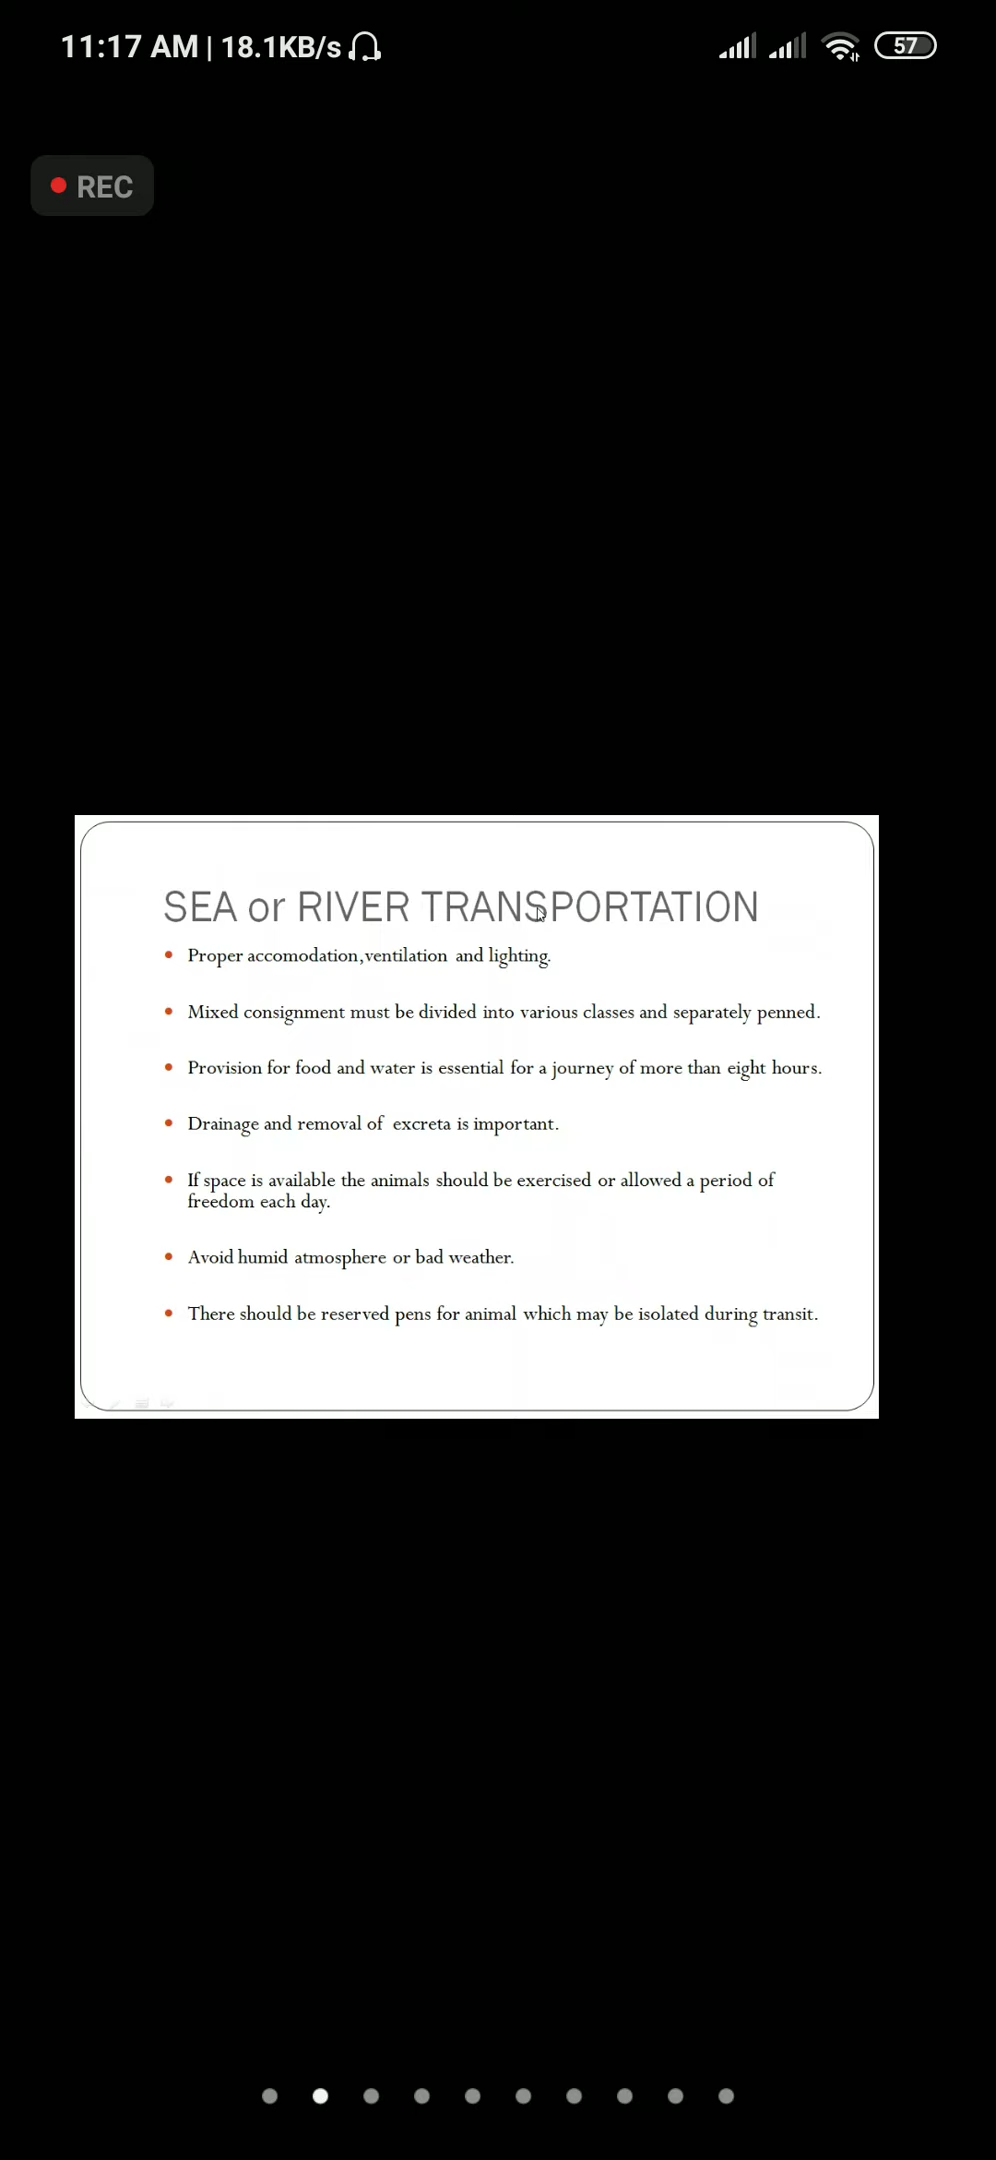 11:17 AM | 18.1KB/s
57
REC
SEA or RIVER TRANSPORTATION
• Proper accomodation,ventilation and lighting.
• Mixed consignment must be divided into various classes and separately penned.
• Provision for food and water is essential for a journey of more than eight hours.
• Drainage and removal of excreta is important.
• If space is available the animals should be exercised or allowed a period of
freedom each day.
• Avoid humid atmosphere or bad weather.
• There should be reserved pens for animal which may be isolated during transit.